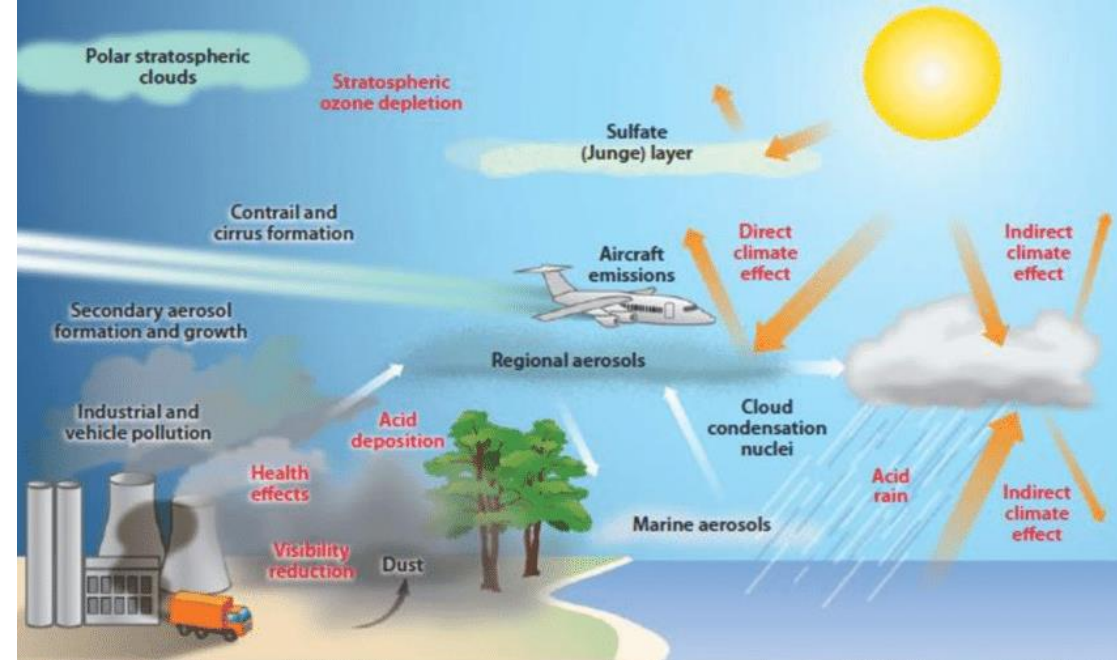 Polar stratospheric
clouds
Stratospheric
ozone depletion
Sulfate
(Junge) layer
Contrail and
cirrus formation
Aircraft
emissions
Direct
climate
effect
Indirect
climate
effect
Secondary aerosol
formation and growth
Regional aerosols
Industrial and
vehicle pollution
Acid
deposition
Cloud
condensation
nuclei
Health
effects
Acid
rain
Indirect
climate
effect
Marine aerosols
Visibility
reduction
Dust